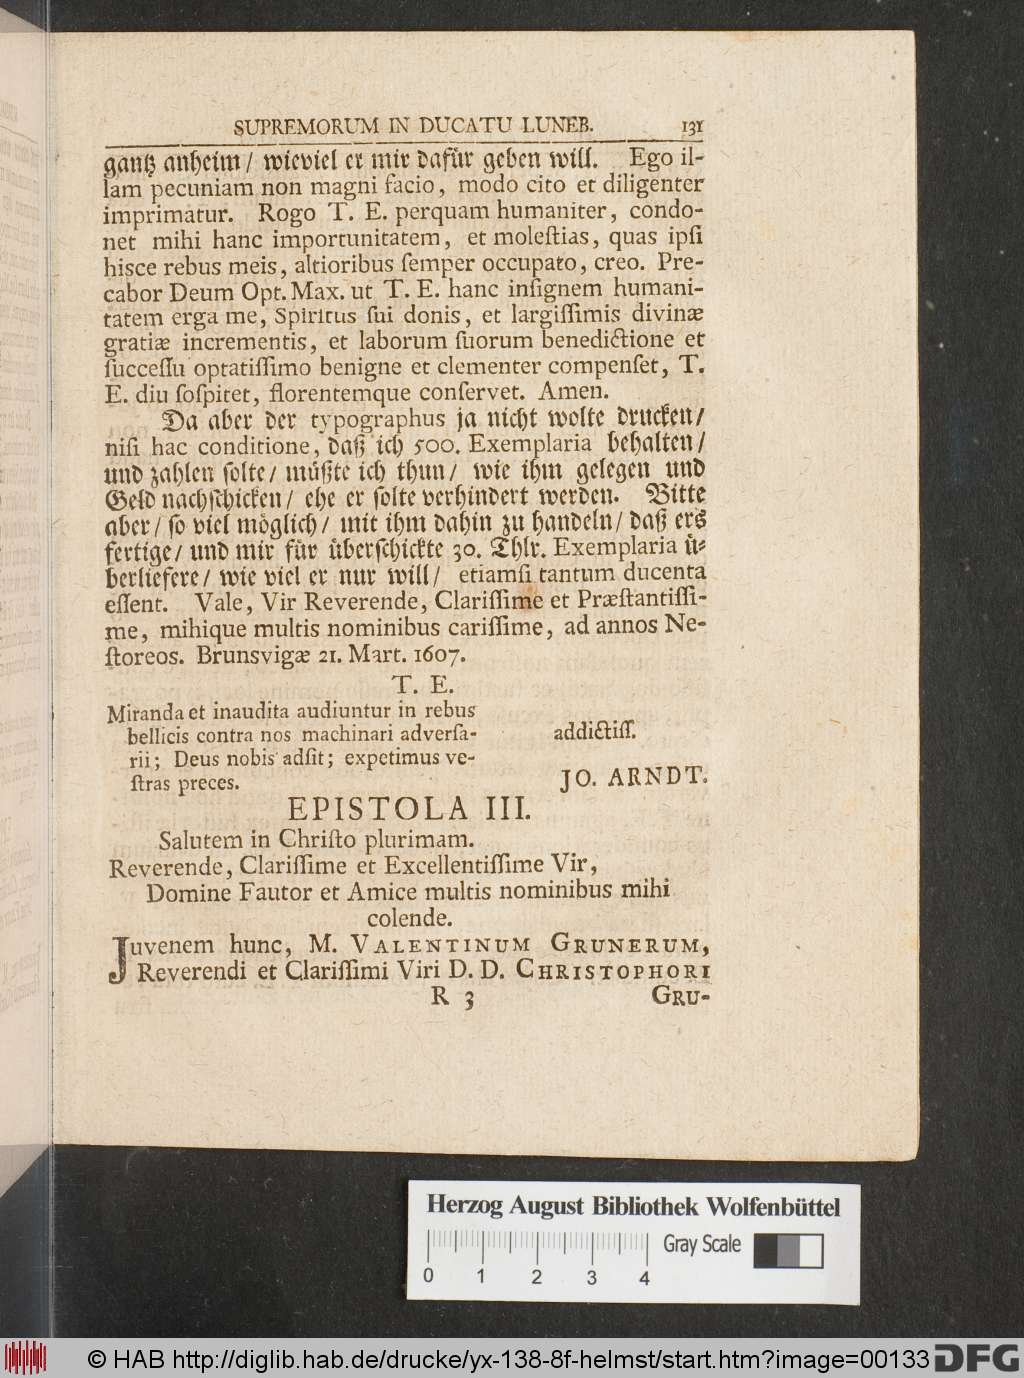 SUPREMORUM IN DUCATU LUNEB. 131
gantz anheim/ wieviel er mir dafür geben will. Ego il-
lam pecuniam non magni facio, modo cito et diligenter
imprimatur. Rogo T. E. perquam humaniter, condo-
net mihi hanc importunitatem, et moleſtias, quas ipſi
hisce rebus meis, altioribus ſemper occupato, creo. Pre-
cabor Deum Opt. Max. ut T. E. hanc inſignem humani-
tatem erga me, Spiritus ſui donis, et largiſſimis divinæ
gratiæ incrementis, et laborum ſuorum benedictione et
ſucceſſu optatiſſimo benigne et clementer compenſet, T.
E. diu ſoſpitet, florentemque conſervet. Amen.
Da aber der typographus ja nicht wolte drucken/
niſi hac conditione, daß ich 500. Exemplaria behalten/
und zahlen ſolte/ müßte ich thun/ wie ihm gelegen und
Geld nachſchicken/ ehe er ſolte verhindert werden. Bitte
aber/ ſo viel möglich/ mit ihm dahin zu handeln/ daß ers
fertige/ und mir für überſchickte 30. Thlr. Exemplaria ü-
berliefere/ wie viel er nur will/ etiamſi tantum ducenta
eſſent. Vale, Vir Reverende, Clariſſime et Præſtantiſſi-
me, mihique multis nominibus cariſſime, ad annos Ne-
ſtoreos. Brunsvigæ 21. Mart. 1607.
T. E.
Miranda et inaudita audiuntur in rebus
bellicis contra nos machinari adverſa-
rii; Deus nobis adſit; expetimus ve-
ſtras preces.
addictiſſ.
JO. ARNDT.
EPISTOLA III.
Salutem in Chriſto plurimam.
Reverende, Clariſſime et Excellentiſſime Vir,
Domine Fautor et Amice multis nominibus mihi
colende.
Juvenem hunc, M. VALENTINUM GRUNERUM,
Reverendi et Clariſſimi Viri D. D. CHRISTOPHORI
R 3 GRU-
Herzog August Bibliothek Wolfenbüttel
Gray Scale
0 1 2 3 4
© HAB http://diglib.hab.de/drucke/yx-138-8f-helmst/start.htm?image=00133 DFG